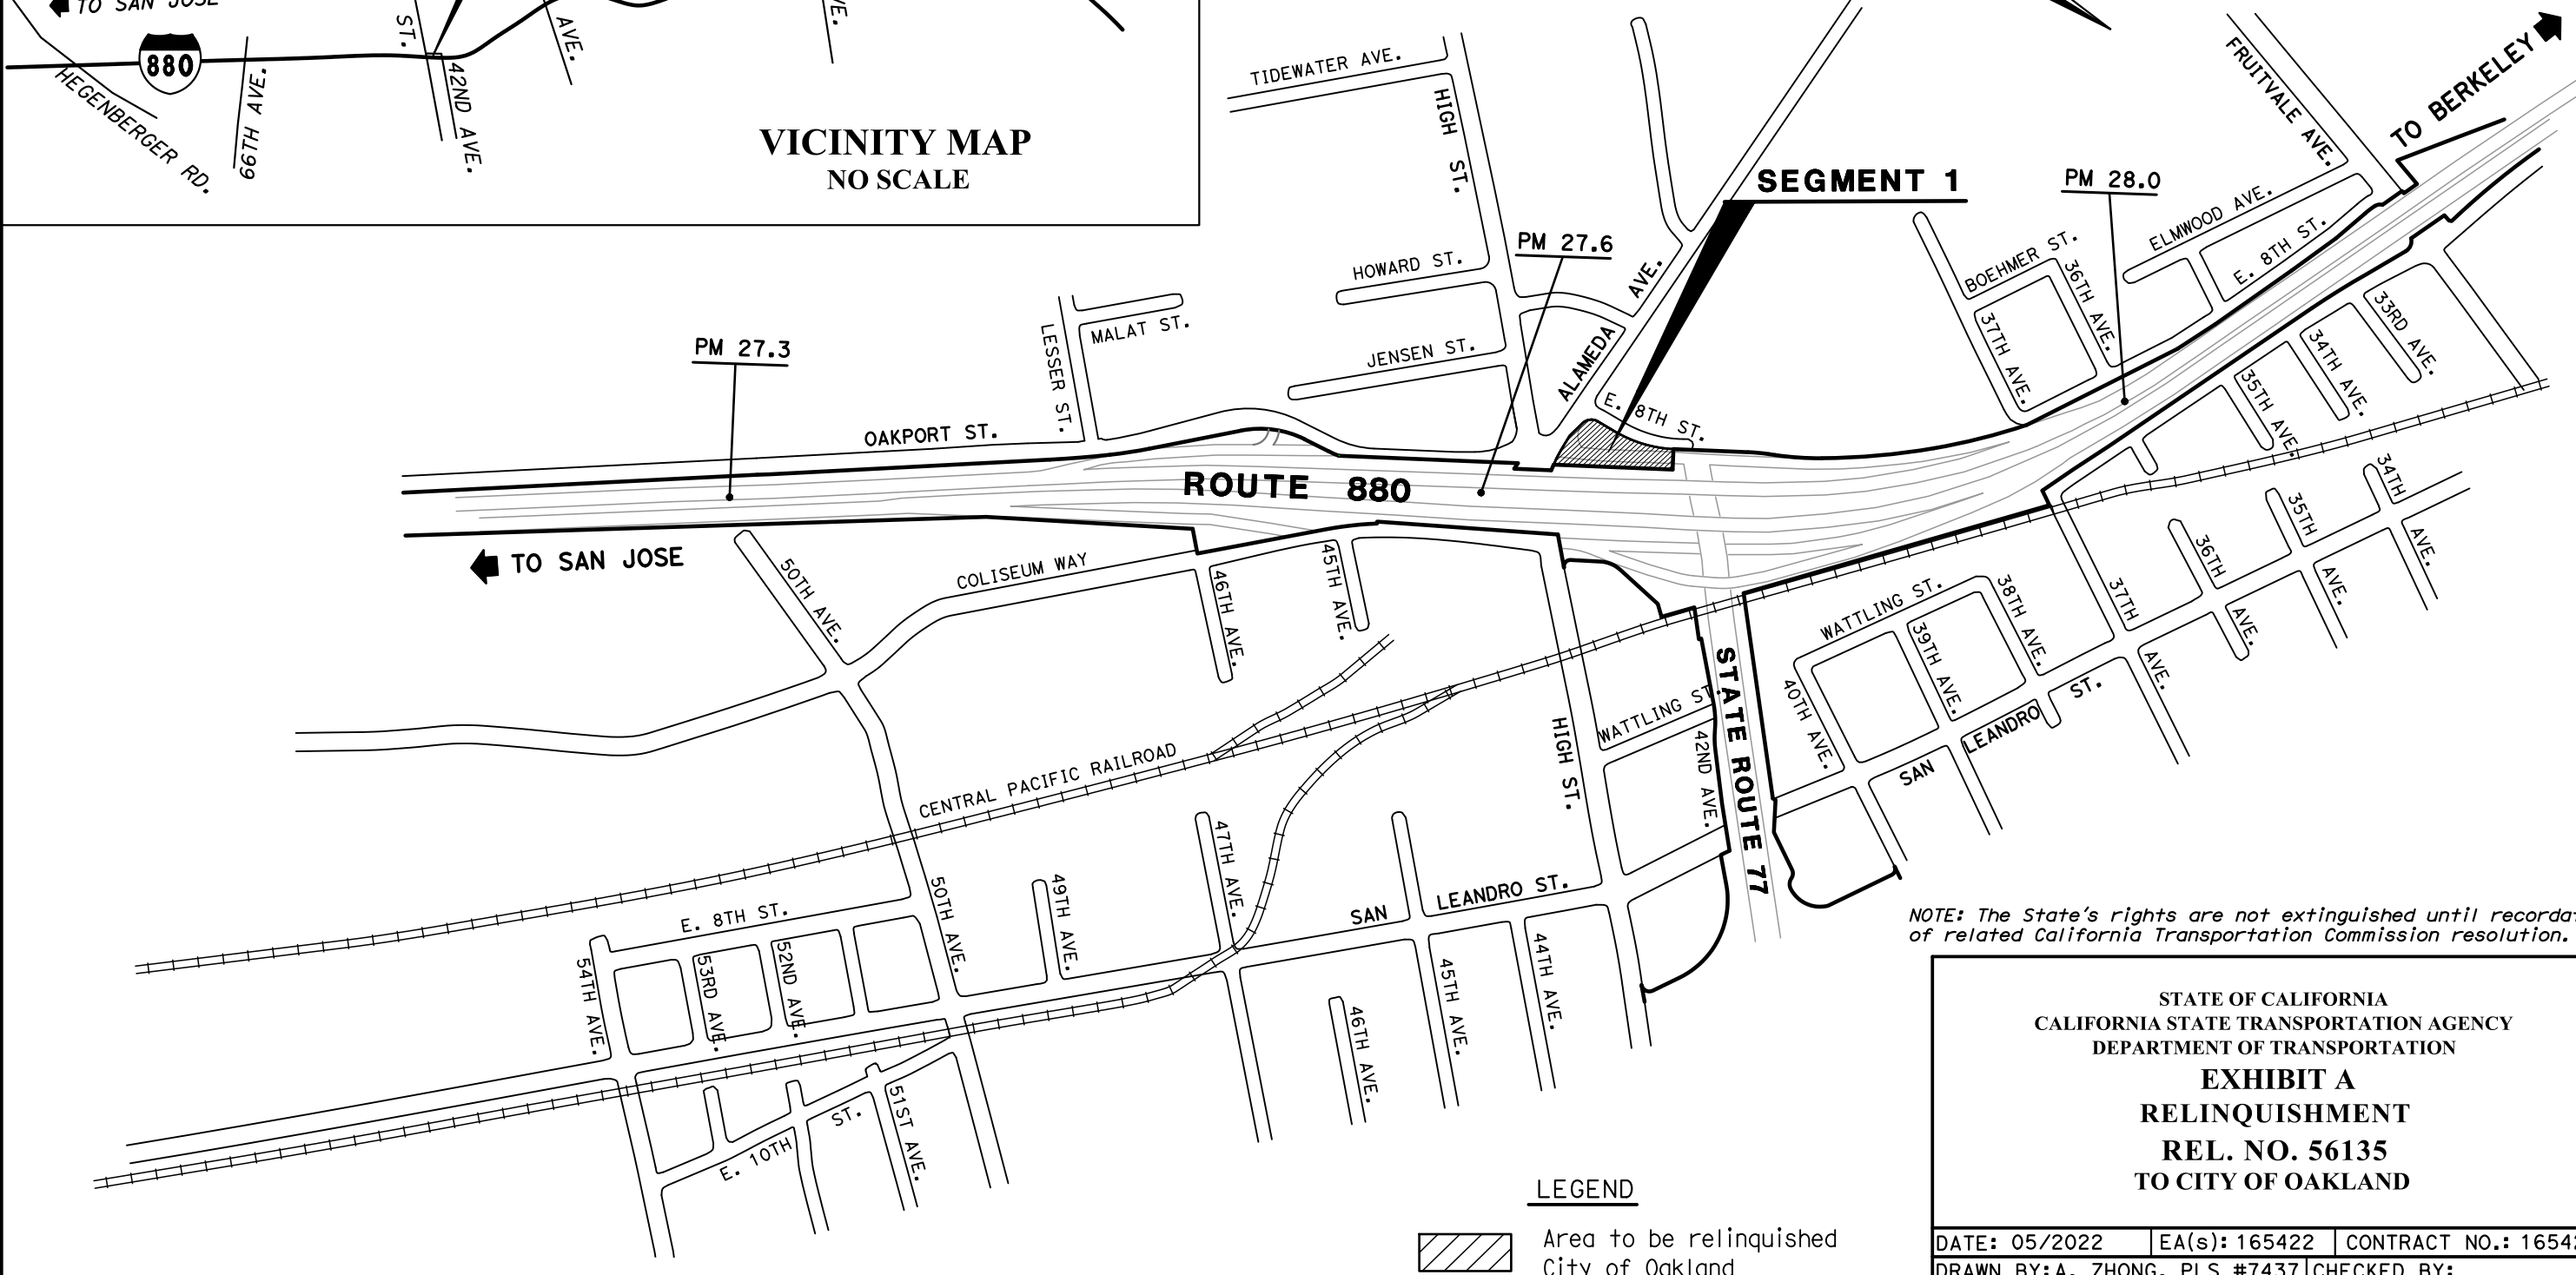 TO SAN JOSE
880
HEGENBERGER RD.
66TH AVE.
ST.
42ND AVE.
AVE.
VICINITY MAP
NO SCALE
TIDEWATER AVE.
HIGH ST.
HOWARD ST.
JENSEN ST.
MALAT ST.
LESSER ST.
OAKPORT ST.
PM 27.3
PM 27.6
ALAMEDA AVE.
SEGMENT 1
E. 8TH ST.
PM 28.0
FRUITVALE AVE.
TO BERKELEY
ELMWOOD AVE.
E. 8TH ST.
BOEHMER ST.
36TH AVE.
37TH AVE.
33RD AVE.
34TH AVE.
35TH AVE.
ROUTE 880
TO SAN JOSE
50TH AVE.
COLISEUM WAY
46TH AVE.
45TH AVE.
34TH AVE.
35TH AVE.
36TH AVE.
37TH AVE.
38TH AVE.
39TH AVE.
40TH AVE.
WATTLING ST.
WATTLING ST.
STATE ROUTE 77
42ND AVE.
HIGH ST.
SAN LEANDRO ST.
CENTRAL PACIFIC RAILROAD
47TH AVE.
49TH AVE.
50TH AVE.
E. 8TH ST.
52ND AVE.
53RD AVE.
54TH AVE.
SAN LEANDRO ST.
44TH AVE.
45TH AVE.
46TH AVE.
51ST AVE.
E. 10TH ST.
NOTE: The State's rights are not extinguished until
of related California Transportation Commission resolution.
STATE OF CALIFORNIA
CALIFORNIA STATE TRANSPORTATION AGENCY
DEPARTMENT OF TRANSPORTATION
EXHIBIT A
RELINQUISHMENT
REL. NO. 56135
TO CITY OF OAKLAND
DATE: 05/2022 EA(s): 165422 CONTRACT NO.:
DRAWN BY: A. ZHONG, PLS #7437 CHECKED BY:
LEGEND
Area to be relinquished
City of Oakland